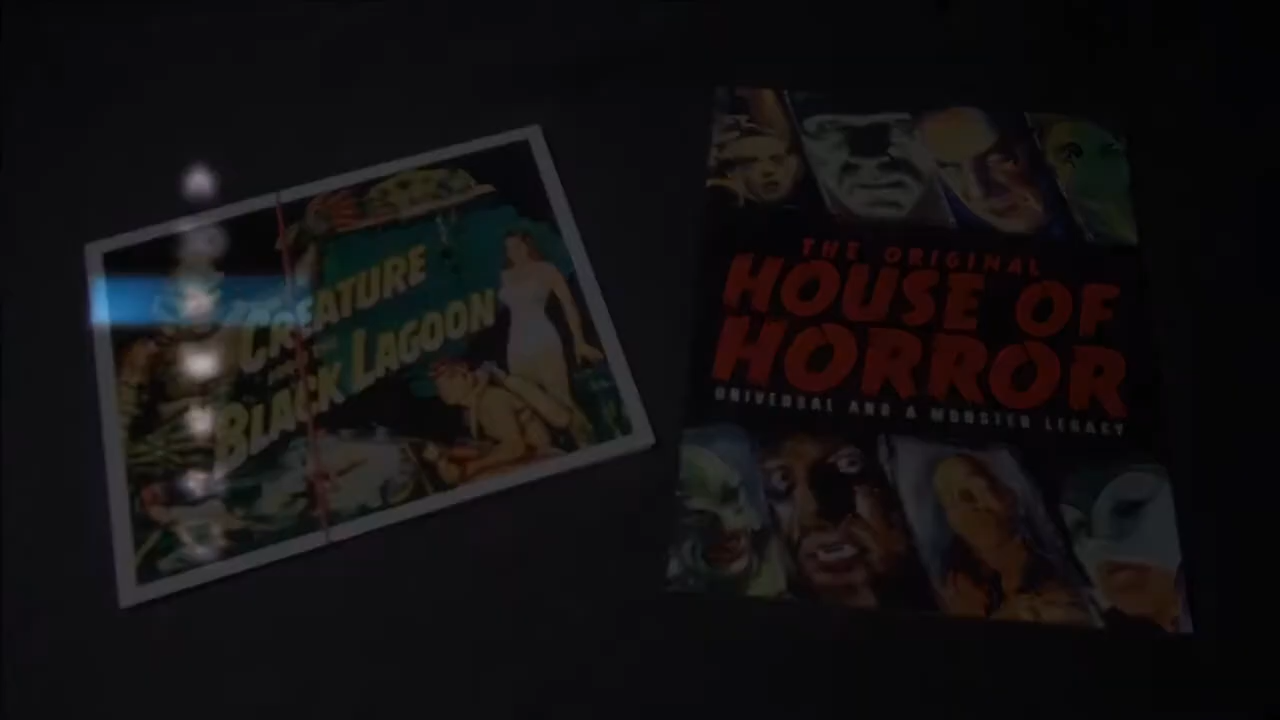 CREATURE
BLACK LAGOON
THE ORIGINAL
HOUSE OF
HORROR
UNIVERSAL AND A MONSTER LEGACY